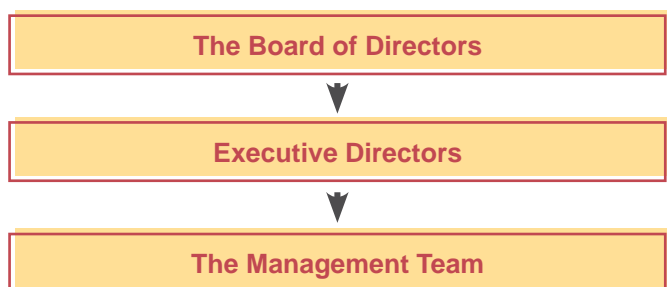 The Board of Directors
Executive Directors
The Management Team